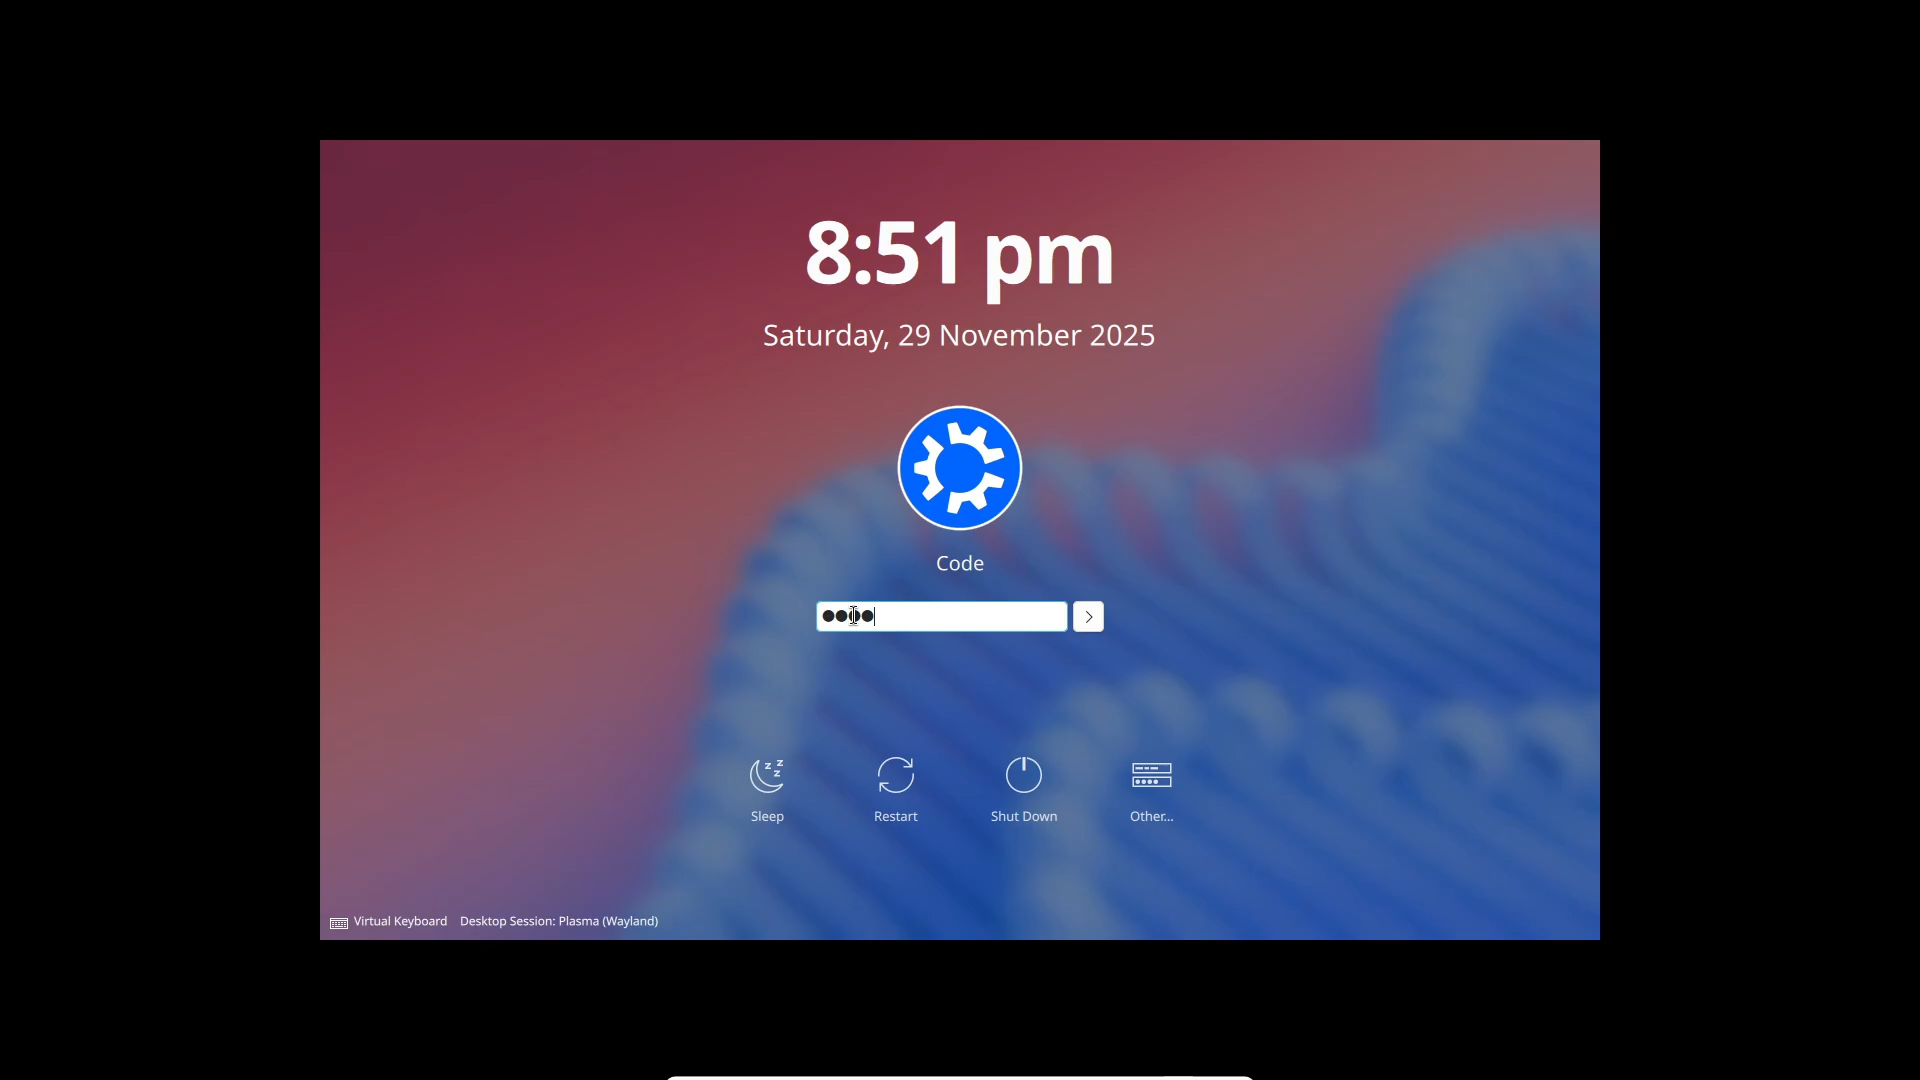 8:51 pm
Saturday, 29 November 2025
Code
Sleep
Restart
Shut Down
Other...
Virtual Keyboard
Desktop Session: Plasma (Wayland)